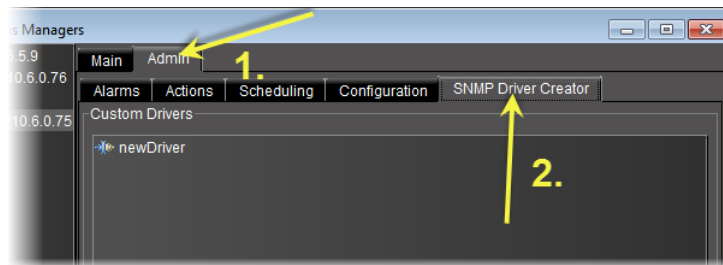 Managers
5.5.9
Main Admin
1.
10.6.0.76
Alarms Actions Scheduling Configuration SNMP Driver Creator
/10.6.0.75
Custom Drivers
newDriver
2.